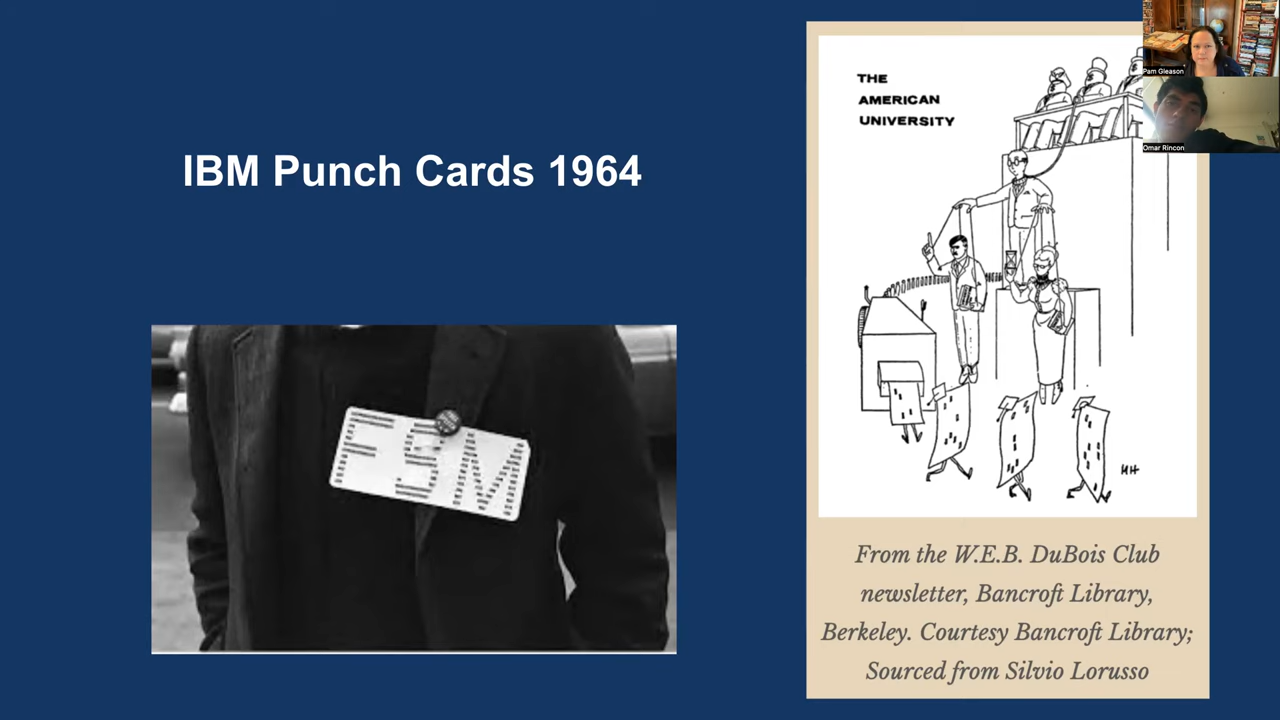 IBM Punch Cards 1964
FSM
THE
AMERICAN
UNIVERSITY
HH
From the W.E.B. DuBois Club
newsletter, Bancroft Library,
Berkeley. Courtesy Bancroft Library;
Sourced from Silvio Lorusso
Pam Gleason
Omar Rincon